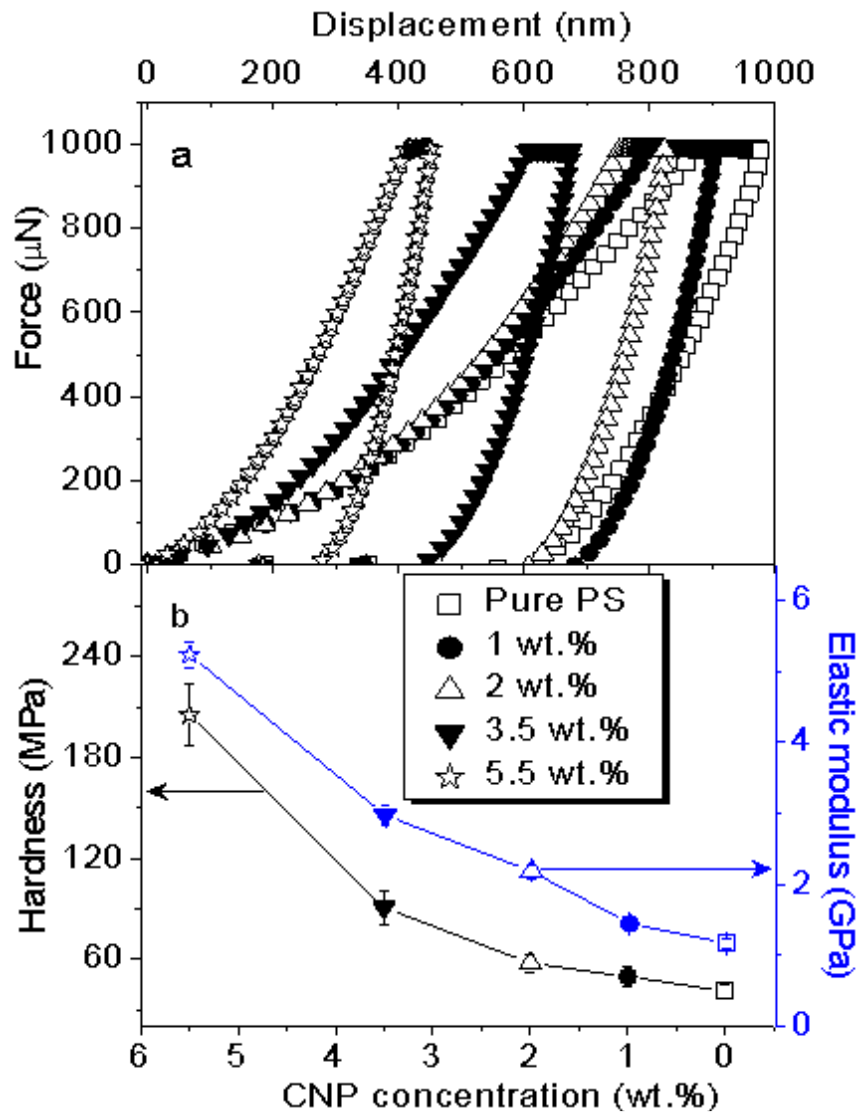 Displacement (nm)
0 200 400 600 800 1000
a
1000
800
600
400
200
0
Force (μN)
b
Pure PS
1 wt.%
2 wt.%
3.5 wt.%
5.5 wt.%
240
180
120
60
Hardness (MPa)
6
4
2
0
Elastic modulus (GPa)
6 5 4 3 2 1 0
CNP concentration (wt.%)